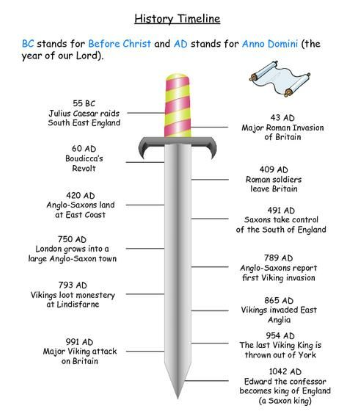 History Timeline
BC stands for Before Christ and AD stands for Anno Domini (the
year of our Lord).
55 BC
Julius Caesar raids
South East England
43 AD
Major Roman Invasion
of Britain
60 AD
Boudicca's
Revolt
409 AD
Roman soldiers
leave Britain
420 AD
Anglo-Saxons land
at East Coast
491 AD
Saxons take control
of the South of England
750 AD
London grows into a
large Anglo-Saxon town
789 AD
Anglo-Saxons report
first Viking invasion
793 AD
Vikings loot monastery
at Lindisfarne
865 AD
Vikings invaded East
Anglia
991 AD
Major Viking attack
on Britain
954 AD
The last Viking King is
thrown out of York
1042 AD
Edward the confessor
becomes king of England
(a Saxon king)